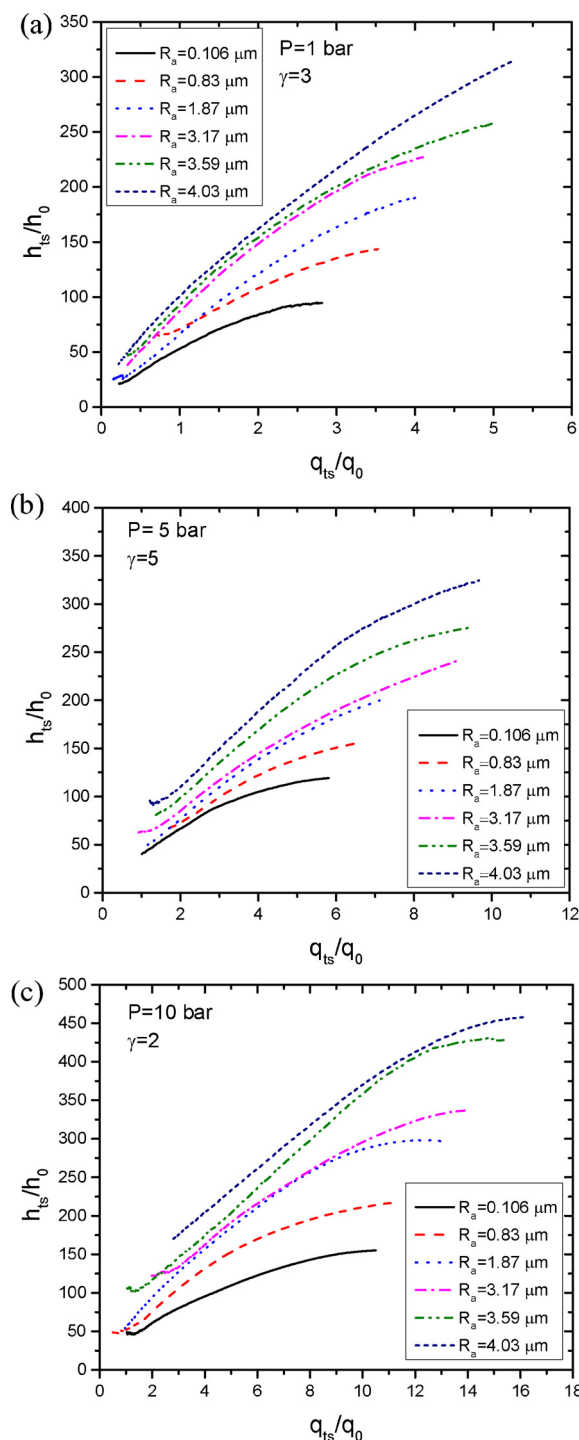 (a)
R_a=0.106 μm
R_a=0.83 μm
R_a=1.87 μm
R_a=3.17 μm
R_a=3.59 μm
R_a=4.03 μm
P=1 bar
γ=3
350
300
250
200
150
100
50
0
h_ts/h_0
0 1 2 3 4 5 6
q_ts/q_0
(b)
P= 5 bar
γ=5
400
350
300
250
200
150
100
50
0
h_ts/h_0
R_a=0.106 μm
R_a=0.83 μm
R_a=1.87 μm
R_a=3.17 μm
R_a=3.59 μm
R_a=4.03 μm
0 2 4 6 8 10 12
q_ts/q_0
(c)
P=10 bar
γ=2
500
450
400
350
300
250
200
150
100
50
0
h_ts/h_0
R_a=0.106 μm
R_a=0.83 μm
R_a=1.87 μm
R_a=3.17 μm
R_a=3.59 μm
R_a=4.03 μm
0 2 4 6 8 10 12 14 16 18
q_ts/q_0